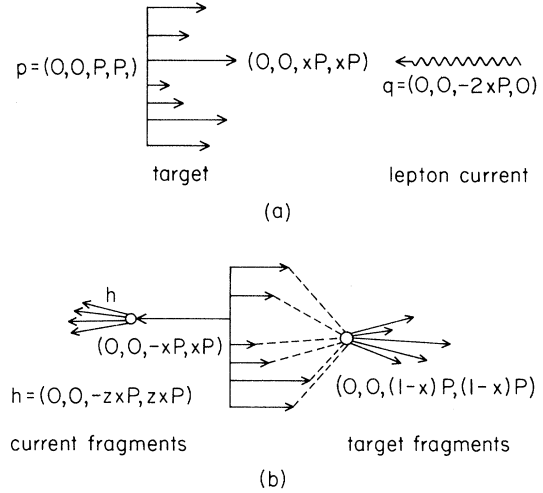 p=(0,0,P,P,)
(0,0,xP,xP)
q=(0,0,-2xP,0)
target
lepton current
(a)
h
(0,0,-xP,xP)
h=(0,0,-zxP,zxP)
(0,0,(1-x)P,(1-x)P)
current fragments
target fragments
(b)